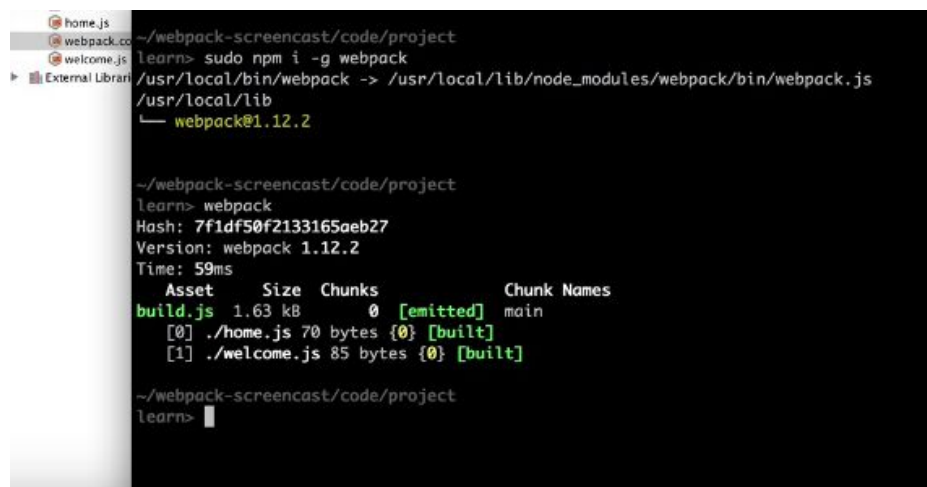 home.js
webpack.co
welcome.js
External Librari
~/webpack-screencast/code/project
learn> sudo npm i -g webpack
/usr/local/bin/webpack -> /usr/local/lib/node_modules/webpack/bin/webpack.js
/usr/local/lib
└── webpack@1.12.2
~/webpack-screencast/code/project
learn> webpack
Hash: 7f1df50f2133165aeb27
Version: webpack 1.12.2
Time: 59ms
Asset Size Chunks Chunk Names
build.js 1.63 kB 0 [emitted] main
[0] ./home.js 70 bytes {0} [built]
[1] ./welcome.js 85 bytes {0} [built]
~/webpack-screencast/code/project
learn>